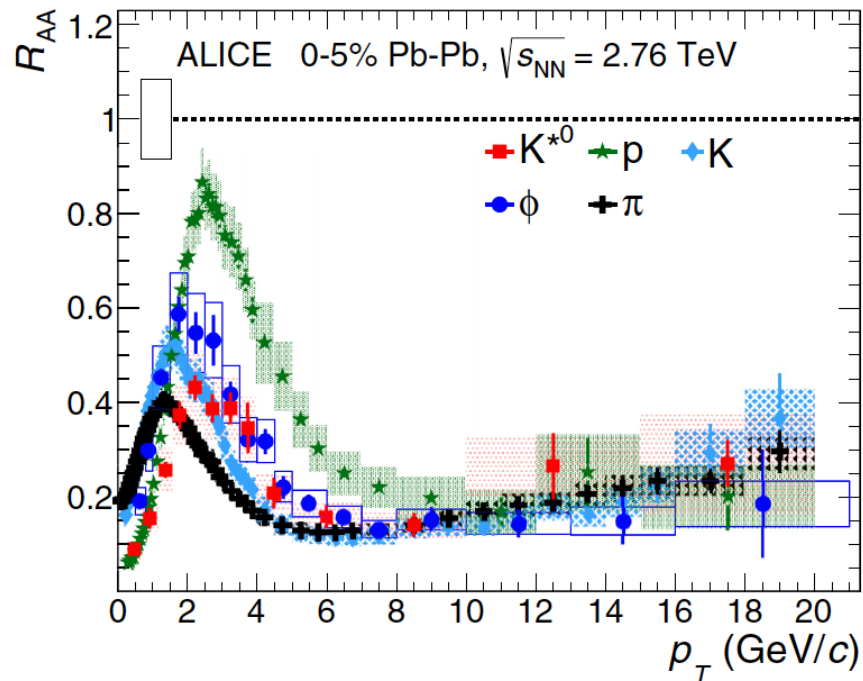 R_AA
ALICE 0-5% Pb-Pb, √s_NN = 2.76 TeV
K*0 p K
ϕ π
1.2
1
0.8
0.6
0.4
0.2
0 2 4 6 8 10 12 14 16 18 20
p_T (GeV/c)